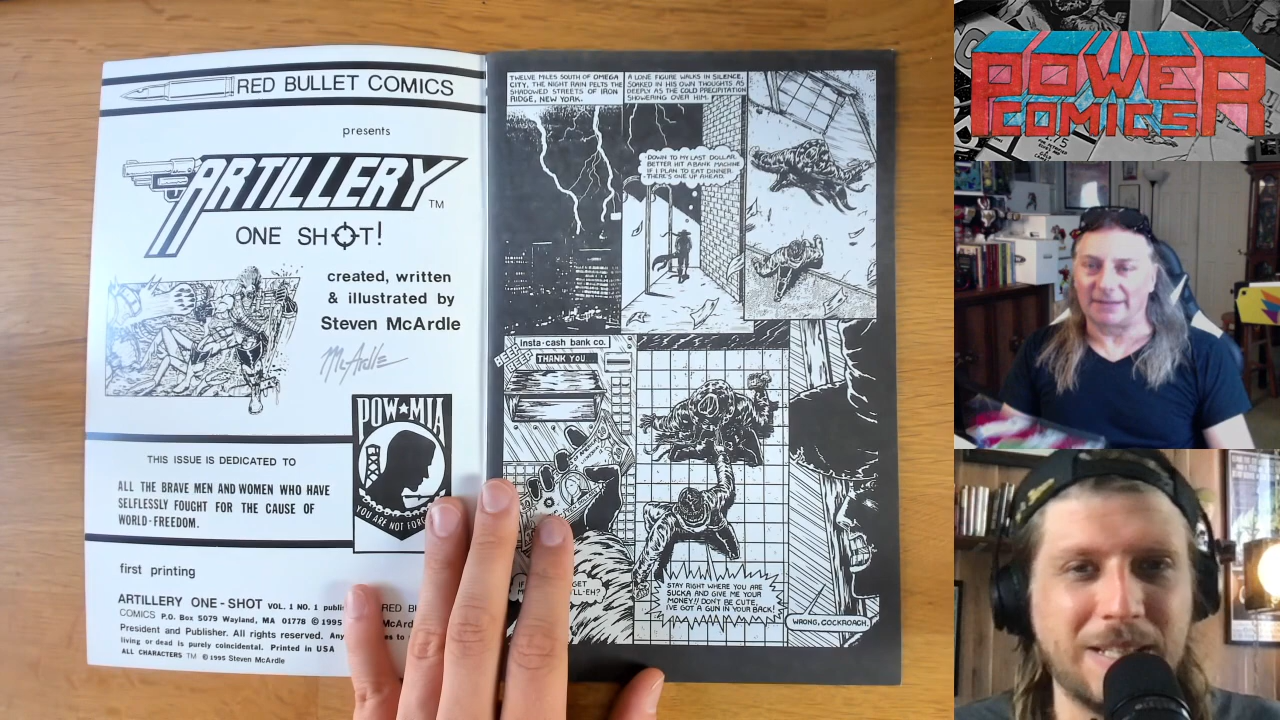 RED BULLET COMICS
presents
ARTILLERY TM
ONE SHOT!
created, written
& illustrated by
Steven McArdle
McArdle
POW★MIA
YOU ARE NOT
THIS ISSUE IS DEDICATED TO
ALL THE BRAVE MEN AND WOMEN WHO HAVE
SELFLESSLY FOUGHT FOR THE CAUSE OF
WORLD-FREEDOM.
first printing
ARTILLERY ONE-SHOT VOL. 1 NO. 1 RED
COMICS P.O. Box 5079 Wayland, MA 01778 © 1995
President and Publisher. All rights reserved.
living or dead is purely coincidental. Printed in USA
ALL CHARACTERS TM © 1995 Steven McArdle
TWELVE MILES SOUTH OF OMEGA
CITY, THE NIGHT RAIN PELTS THE
SHADOWED STREETS OF IRON
RIDGE, NEW YORK.
A LONE FIGURE WALKS IN SILENCE,
SOAKED IN HIS OWN THOUGHTS AS
DEEPLY AS THE COLD PRECIPITATION
SHOWERING OVER HIM.
DOWN TO MY LAST DOLLAR.
BETTER HIT A BANK MACHINE
IF I PLAN TO EAT DINNER.
THERE'S ONE UP AHEAD.
insta-cash bank co.
BEEP
BEEP
THANK YOU
GET
LL-EH?
STAY RIGHT WHERE YOU ARE
SUCKA AND GIVE ME YOUR
MONEY!! DON'T BE CUTE,
I'VE GOT A GUN IN YOUR BACK!
WRONG, COCKROACH.
POWER
COMICS